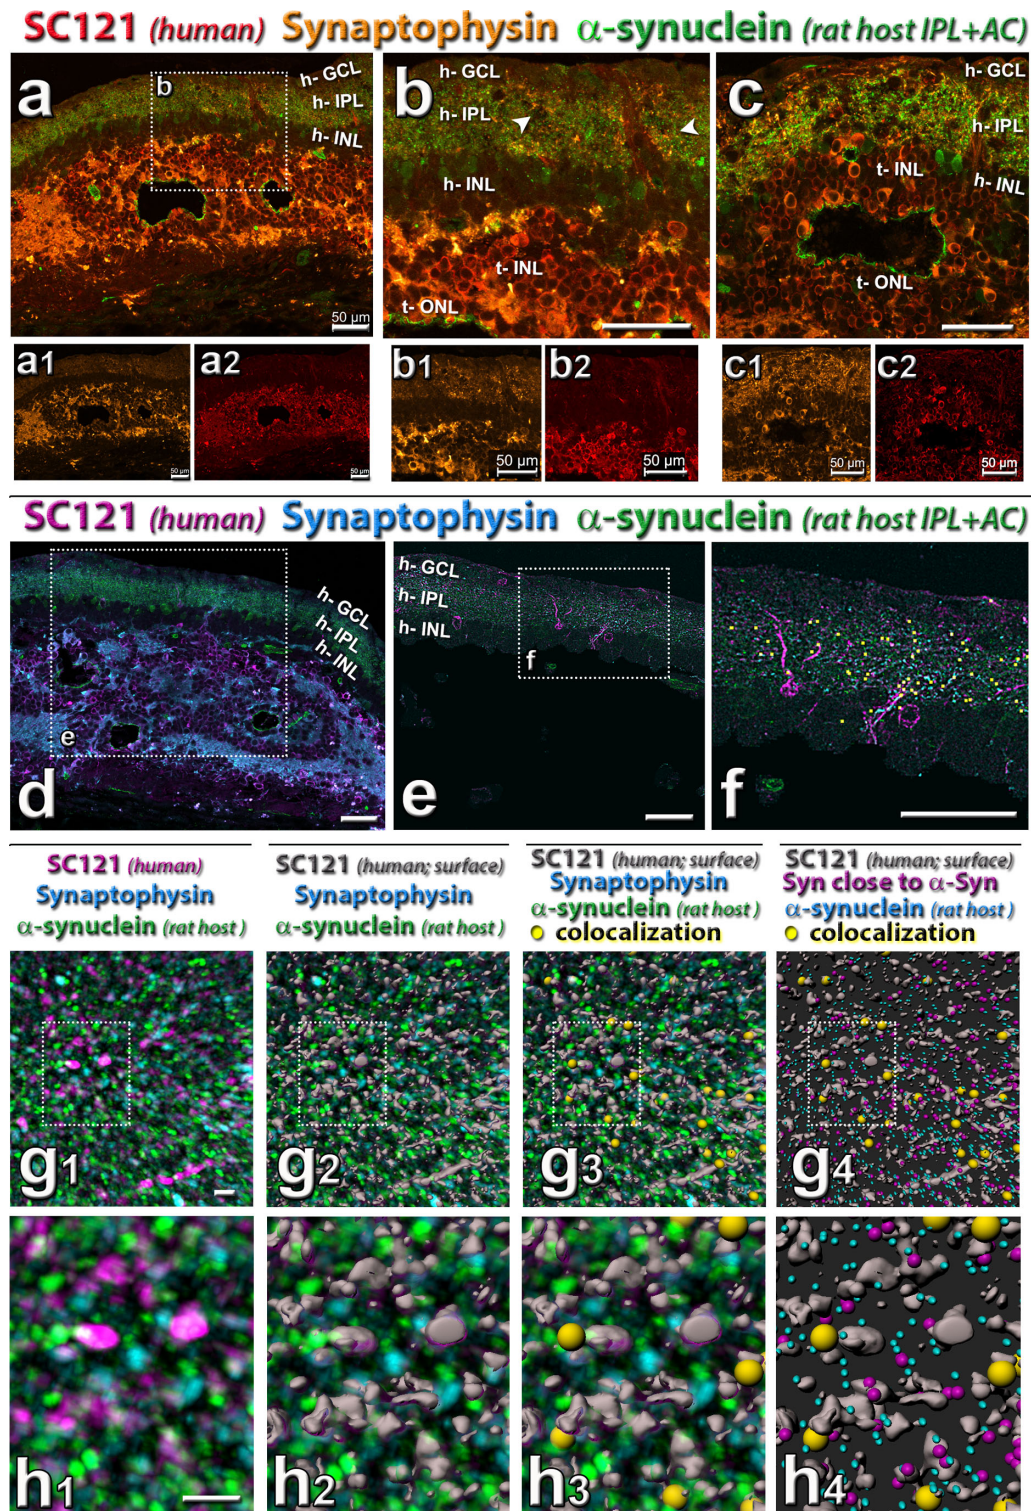 SC121 (human) Synaptophysin α-synuclein (rat host IPL+AC)
a
b
h- GCL
h- IPL
h- INL
50 µm
b
h- GCL
h- IPL
h- INL
t- INL
t- ONL
c
h- GCL
h- IPL
t- INL
h- INL
t- ONL
a1
50 µm
a2
50 µm
b1
50 µm
b2
50 µm
c1
50 µm
c2
50 µm
SC121 (human) Synaptophysin α-synuclein (rat host IPL+AC)
h- GCL
h- IPL
h- INL
e
d
h- GCL
h- IPL
h- INL
f
e
f
SC121 (human)
Synaptophysin
α-synuclein (rat host )
SC121 (human; surface)
Synaptophysin
α-synuclein (rat host )
SC121 (human; surface)
Synaptophysin
α-synuclein (rat host )
colocalization
SC121 (human; surface)
Syn close to α-Syn
α-synuclein (rat host )
colocalization
g1
g2
g3
g4
h1
h2
h3
h4